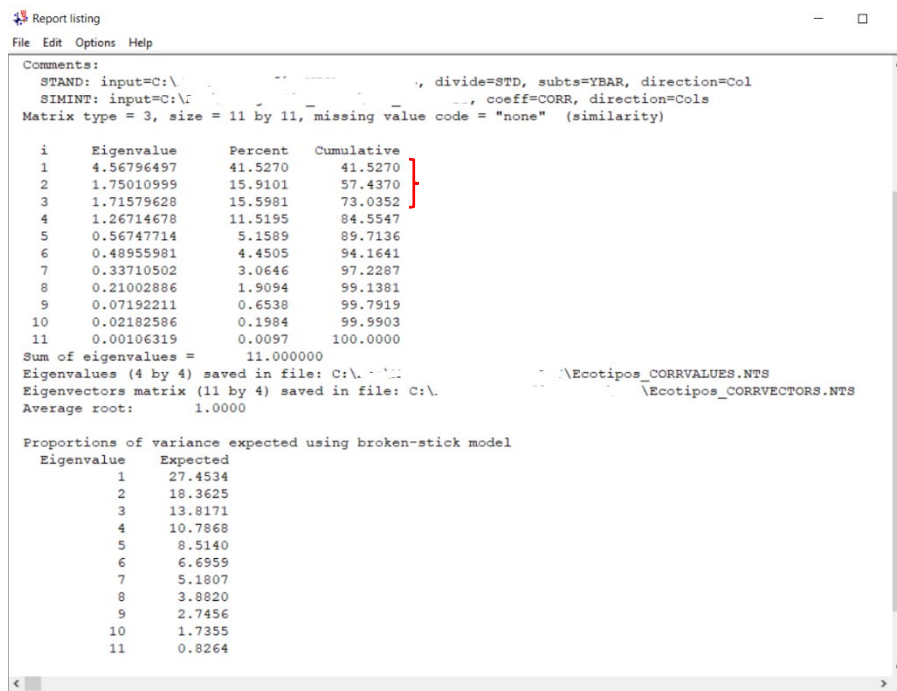 Report listing
File Edit Options Help
Comments:
STAND: input=C:\ , divide=STD, subts=YBAR, direction=Col
SIMINT: input=C:\ , coeff=CORR, direction=Cols
Matrix type = 3, size = 11 by 11, missing value code = "none" (similarity)
i Eigenvalue Percent Cumulative
1 4.56796497 41.5270 41.5270
2 1.75010999 15.9101 57.4370
3 1.71579628 15.5981 73.0352
4 1.26714678 11.5195 84.5547
5 0.56747714 5.1589 89.7136
6 0.48955981 4.4505 94.1641
7 0.33710502 3.0646 97.2287
8 0.21002886 1.9094 99.1381
9 0.07192211 0.6538 99.7919
10 0.02182586 0.1984 99.9903
11 0.00106319 0.0097 100.0000
Sum of eigenvalues = 11.000000
Eigenvalues (4 by 4) saved in file: C:\ \Ecotipos_CORRVALUES.NTS
Eigenvectors matrix (11 by 4) saved in file: C:\ \Ecotipos_CORRVECTORS.NTS
Average root: 1.0000
Proportions of variance expected using broken-stick model
Eigenvalue Expected
1 27.4534
2 18.3625
3 13.8171
4 10.7868
5 8.5140
6 6.6959
7 5.1807
8 3.8820
9 2.7456
10 1.7355
11 0.8264